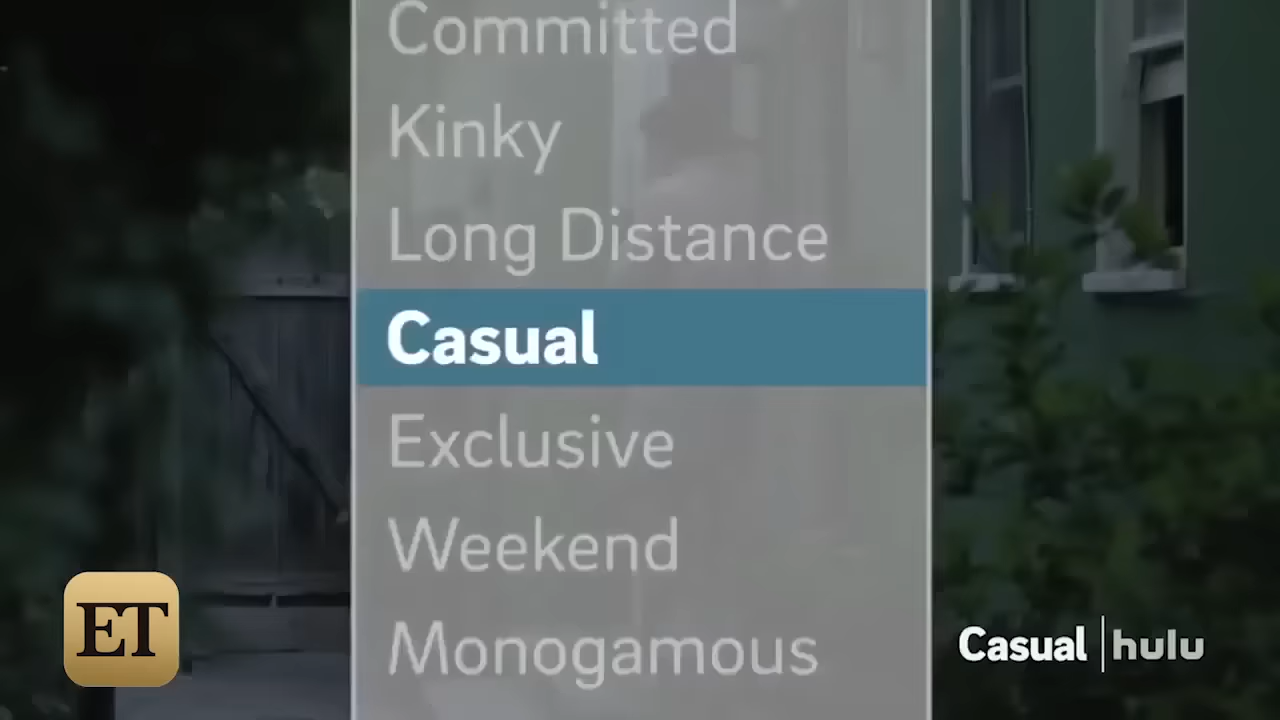 Committed
Kinky
Long Distance
Casual
Exclusive
Weekend
Monogamous
ET
Casual | hulu